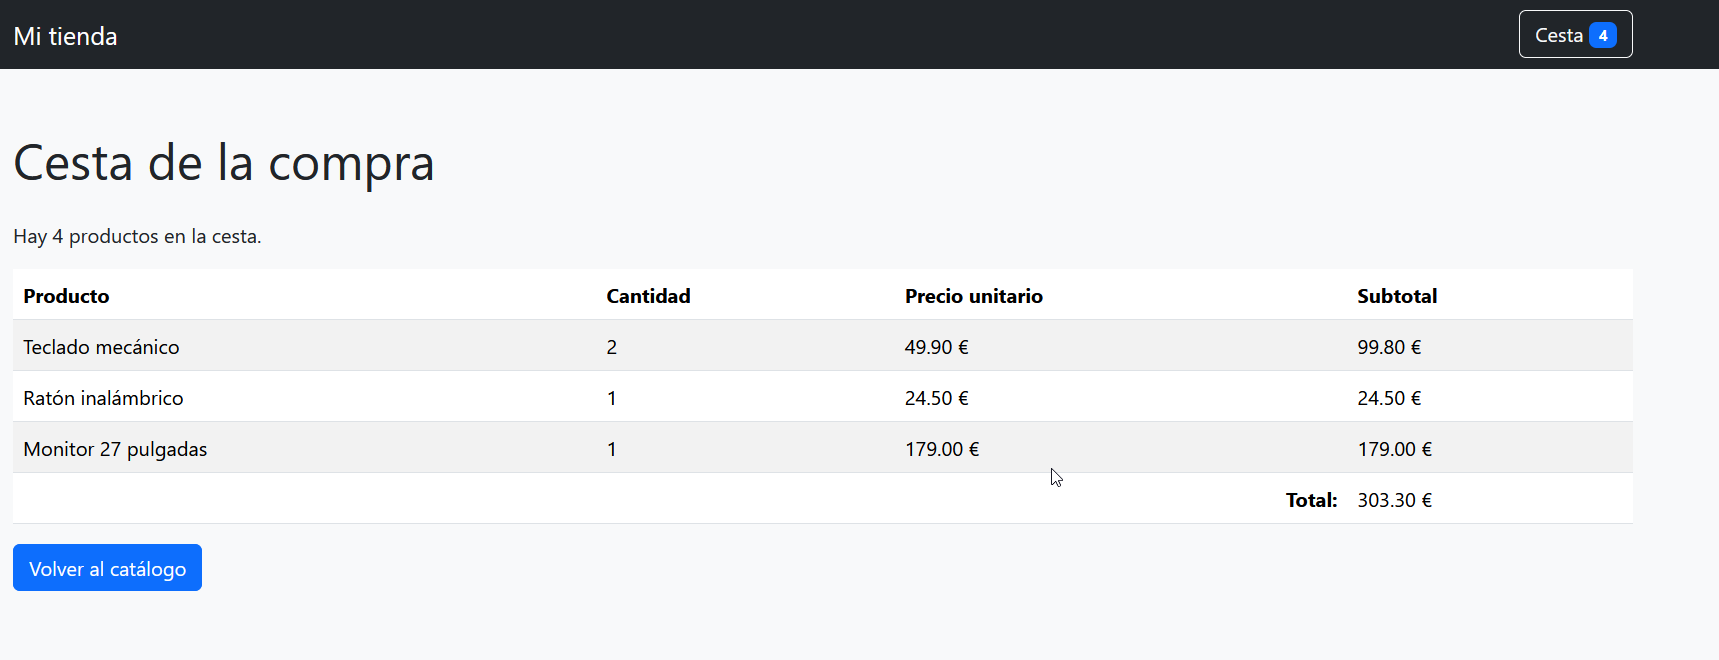 Mi tienda
Cesta 4
Cesta de la compra
Hay 4 productos en la cesta.
Producto Cantidad Precio unitario Subtotal
Teclado mecánico 2 49.90 € 99.80 €
Ratón inalámbrico 1 24.50 € 24.50 €
Monitor 27 pulgadas 1 179.00 € 179.00 €
Total: 303.30 €
Volver al catálogo